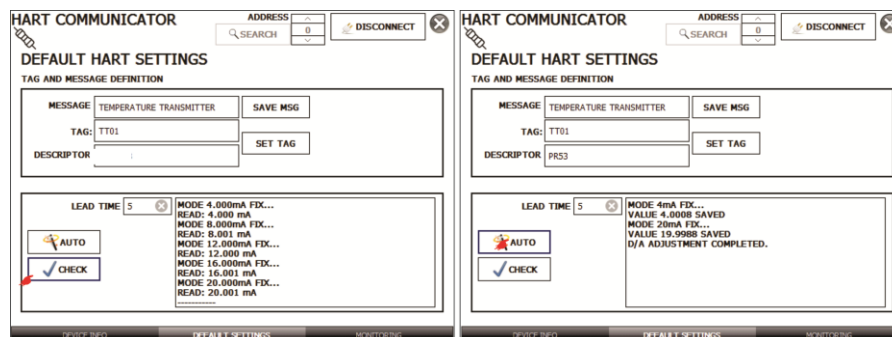 HART COMMUNICATOR
ADDRESS
SEARCH
0
DISCONNECT
DEFAULT HART SETTINGS
TAG AND MESSAGE DEFINITION
MESSAGE TEMPERATURE TRANSMITTER SAVE MSG
TAG: TT01
SET TAG
DESCRIPTOR
LEAD TIME 5
AUTO
CHECK
MODE 4.000mA FIX...
READ: 4.000 mA
MODE 8.000mA FIX...
READ: 8.001 mA
MODE 12.000mA FIX...
READ: 12.000 mA
MODE 16.000mA FIX...
READ: 16.001 mA
MODE 20.000mA FIX...
READ: 20.001 mA
-----------
DEVICE INFO DEFAULT SETTINGS MONITORING
HART COMMUNICATOR
ADDRESS
SEARCH
0
DISCONNECT
DEFAULT HART SETTINGS
TAG AND MESSAGE DEFINITION
MESSAGE TEMPERATURE TRANSMITTER SAVE MSG
TAG: TT01
SET TAG
DESCRIPTOR PR53
LEAD TIME 5
AUTO
CHECK
MODE 4mA FIX...
VALUE 4.0008 SAVED
MODE 20mA FIX...
VALUE 19.9988 SAVED
D/A ADJUSTMENT COMPLETED.
DEVICE INFO DEFAULT SETTINGS MONITORING